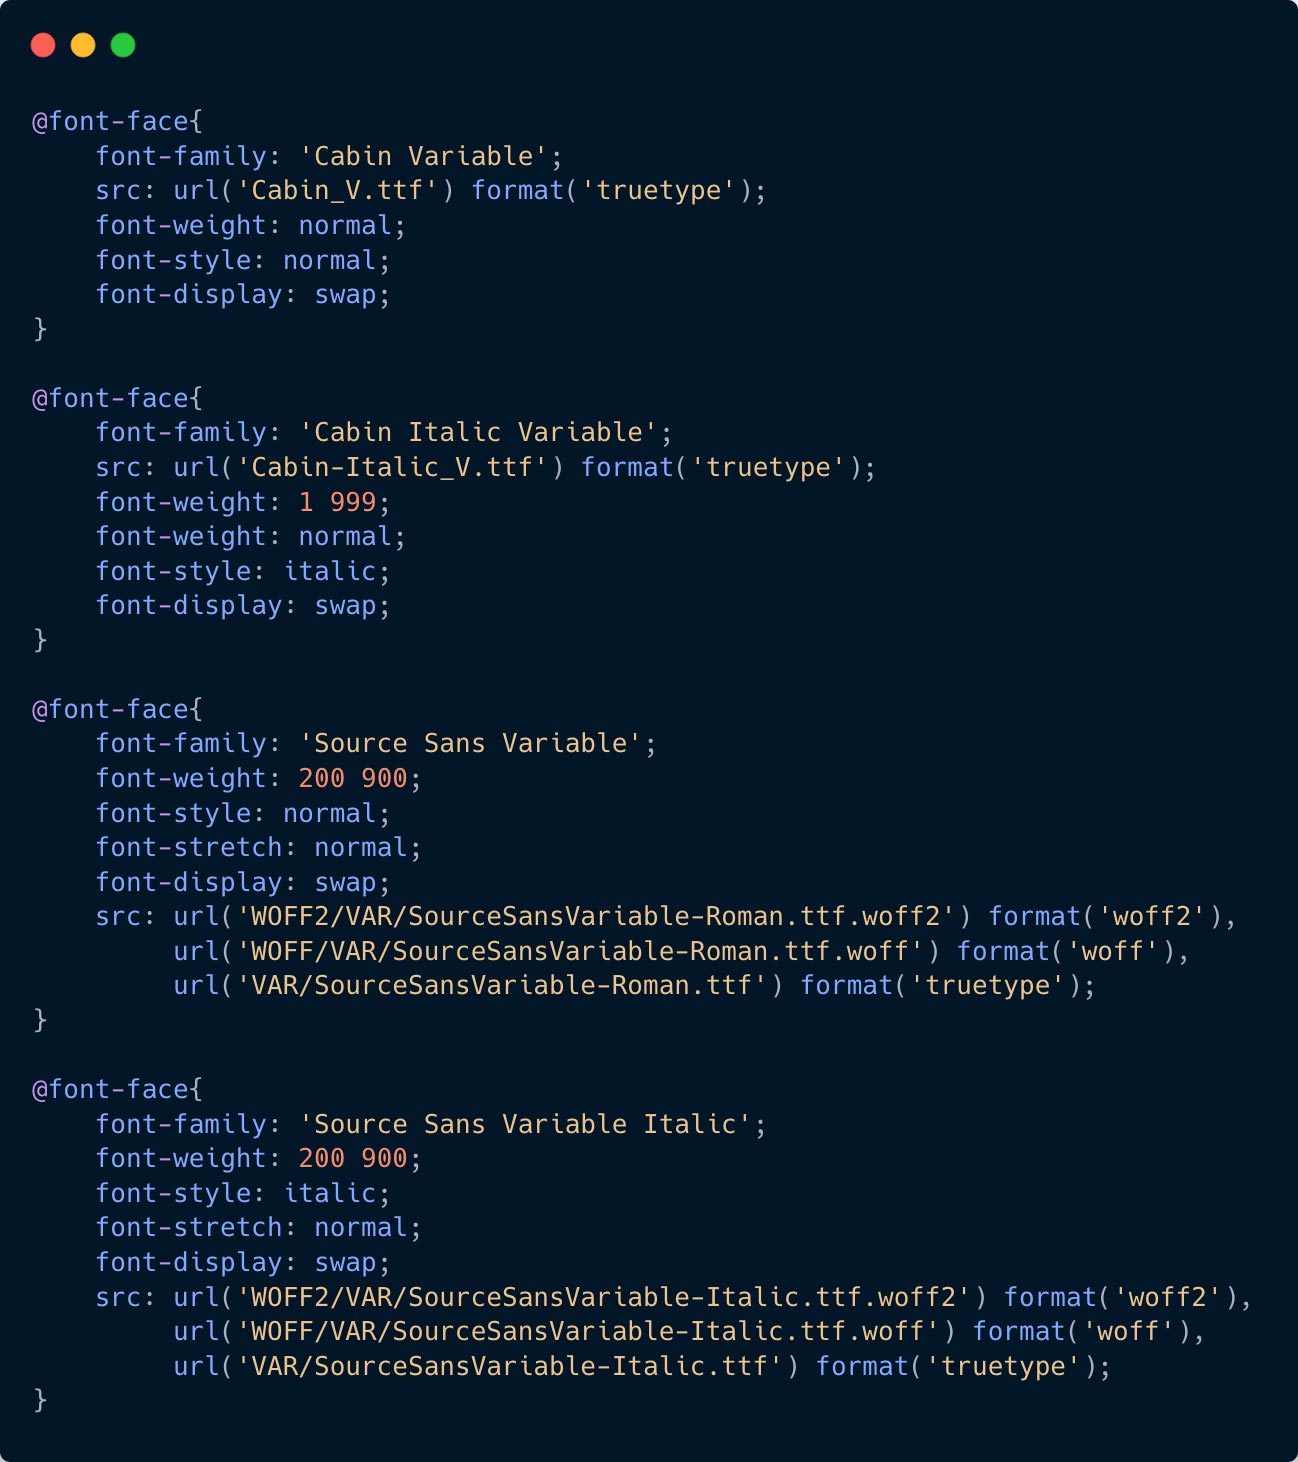 @font-face{
    font-family: 'Cabin Variable';
    src: url('Cabin_V.ttf') format('truetype');
    font-weight: normal;
    font-style: normal;
    font-display: swap;
}

@font-face{
    font-family: 'Cabin Italic Variable';
    src: url('Cabin-Italic_V.ttf') format('truetype');
    font-weight: 1 999;
    font-weight: normal;
    font-style: italic;
    font-display: swap;
}

@font-face{
    font-family: 'Source Sans Variable';
    font-weight: 200 900;
    font-style: normal;
    font-stretch: normal;
    font-display: swap;
    src: url('WOFF2/VAR/SourceSansVariable-Roman.ttf.woff2') format('woff2'),
         url('WOFF/VAR/SourceSansVariable-Roman.ttf.woff') format('woff'),
         url('VAR/SourceSansVariable-Roman.ttf') format('truetype');
}

@font-face{
    font-family: 'Source Sans Variable Italic';
    font-weight: 200 900;
    font-style: italic;
    font-stretch: normal;
    font-display: swap;
    src: url('WOFF2/VAR/SourceSansVariable-Italic.ttf.woff2') format('woff2'),
         url('WOFF/VAR/SourceSansVariable-Italic.ttf.woff') format('woff'),
         url('VAR/SourceSansVariable-Italic.ttf') format('truetype');
}